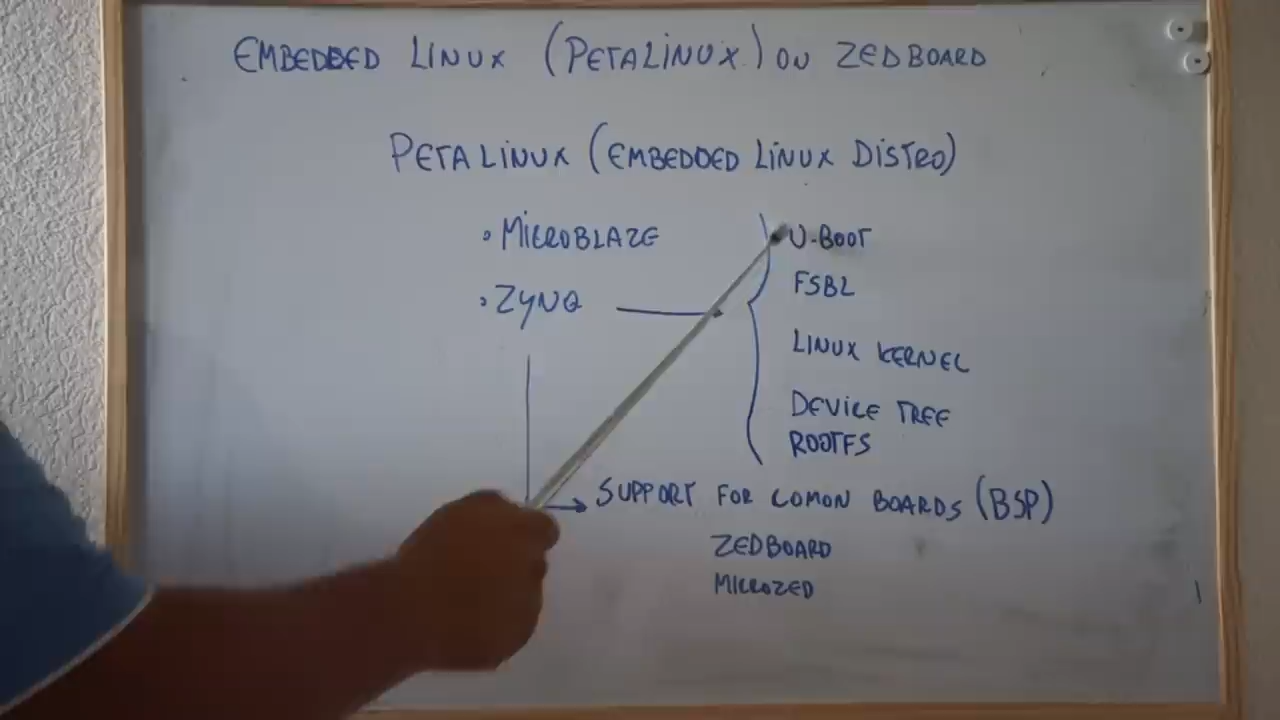 EMBEDDED LINUX (PETALINUX) ON ZEDBOARD
PETALINUX (EMBEDDED LINUX DISTRO)
• MICROBLAZE
• ZYNQ
U-BOOT
FSBL
LINUX KERNEL
DEVICE TREE
ROOTFS
SUPPORT FOR COMON BOARDS (BSP)
ZEDBOARD
MICROZED